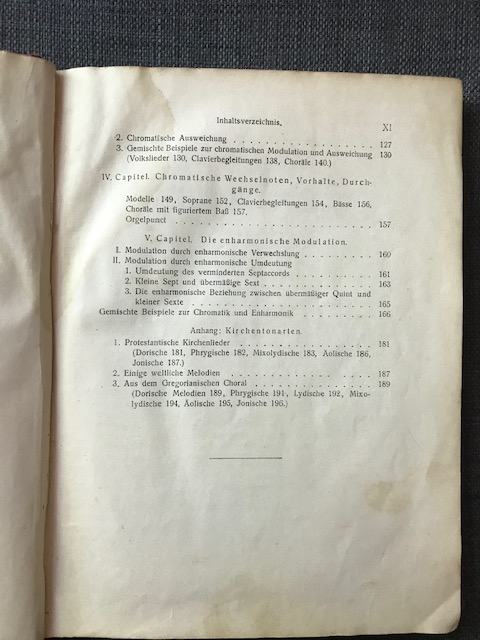 Inhaltsverzeichnis. XI
2. Chromatische Ausweichung . . . . . . . . . . . . . . . . . . 127
3. Gemischte Beispiele zur chromatischen Modulation und Ausweichung 130
(Volkslieder 130, Clavierbegleitungen 138, Choräle 140.)
IV. Capitel. Chromatische Wechselnoten, Vorhalte, Durch-
gänge.
Modelle 149, Soprane 152, Clavierbegleitungen 154, Bässe 156,
Choräle mit figuriertem Baß 157.
Orgelpunct . . . . . . . . . . . . . . . . . . . . . . . . 157
V. Capitel. Die enharmonische Modulation.
I. Modulation durch enharmonische Verwechslung . . . . . . . . . 160
II. Modulation durch enharmonische Umdeutung
1. Umdeutung des verminderten Septaccords . . . . . . . . . . 161
2. Kleine Sept und übermäßige Sext . . . . . . . . . . . . . 163
3. Die enharmonische Beziehung zwischen übermäßiger Quint und
kleiner Sexte . . . . . . . . . . . . . . . . . . . . . . 165
Gemischte Beispiele zur Chromatik und Enharmonik . . . . . . . . . 166
Anhang: Kirchentonarten.
1. Protestantische Kirchenlieder . . . . . . . . . . . . . . . . . 181
(Dorische 181, Phrygische 182, Mixolydische 183, Äolische 186,
Jonische 187.)
2. Einige weltliche Melodien . . . . . . . . . . . . . . . . . . 187
3. Aus dem Gregorianischen Choral . . . . . . . . . . . . . . . 189
(Dorische Melodien 189, Phrygische 191, Lydische 192, Mixo-
lydische 194, Äolische 195, Jonische 196.)